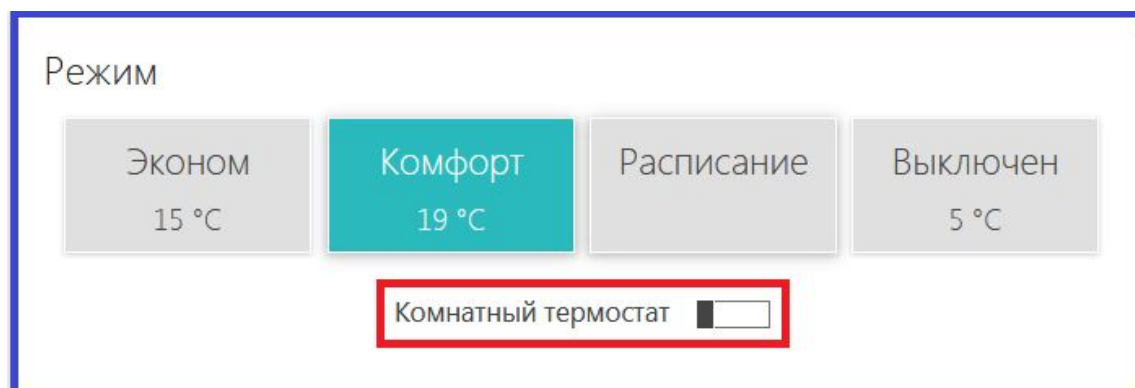 Режим
Эконом
15 °C
Комфорт
19 °C
Расписание
Выключен
5 °C
Комнатный термостат